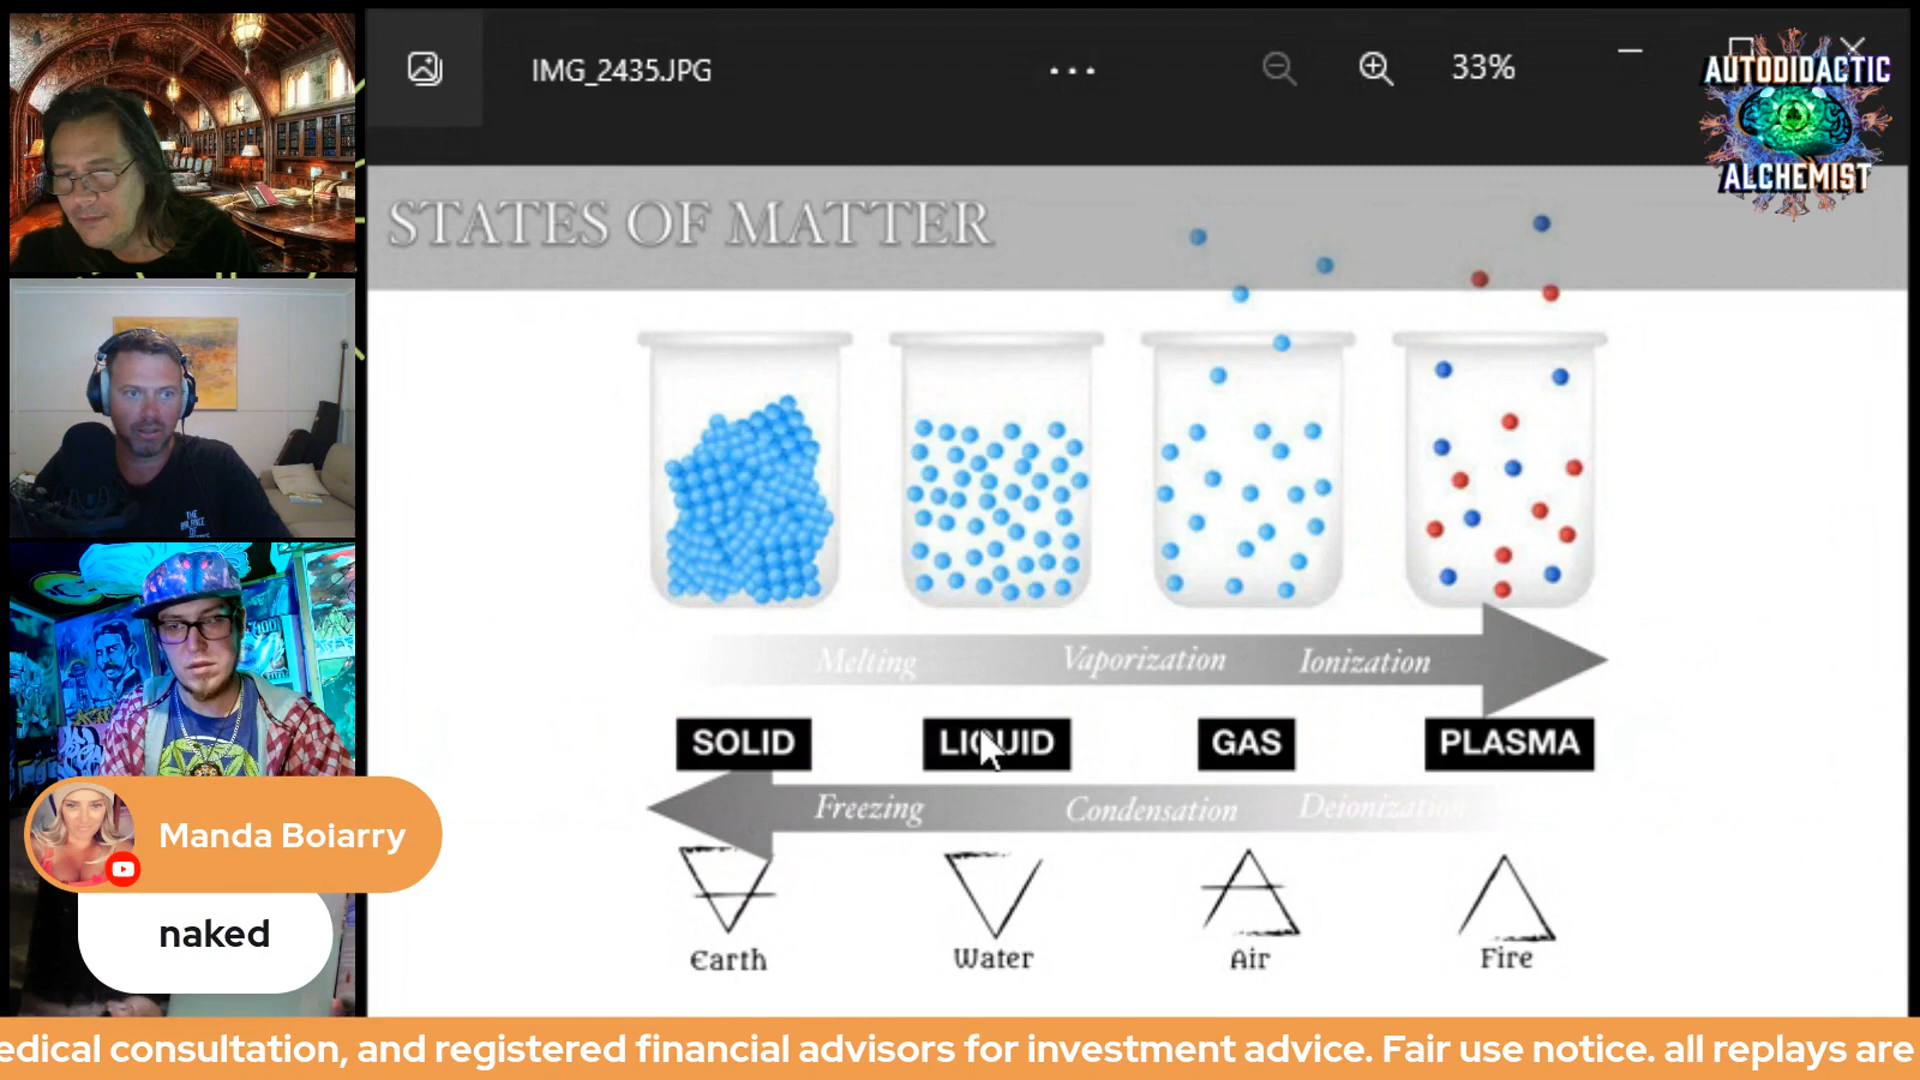 IMG_2435.JPG
33%
AUTODIDACTIC
ALCHEMIST
STATES OF MATTER
Melting
Vaporization
Ionization
SOLID
LIQUID
GAS
PLASMA
Freezing
Condensation
Deionization
Earth
Water
Air
Fire
Manda Boiarry
naked
edical consultation, and registered financial advisors for investment advice. Fair use notice. all replays are